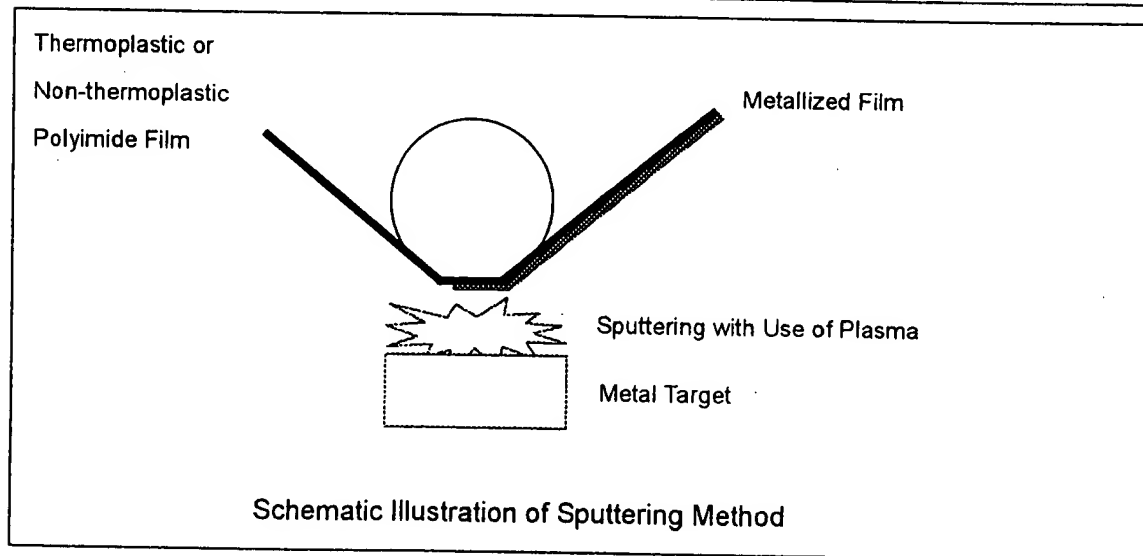 Thermoplastic or
Non-thermoplastic
Polyimide Film
Metallized Film
Sputtering with Use of Plasma
Metal Target
Schematic Illustration of Sputtering Method